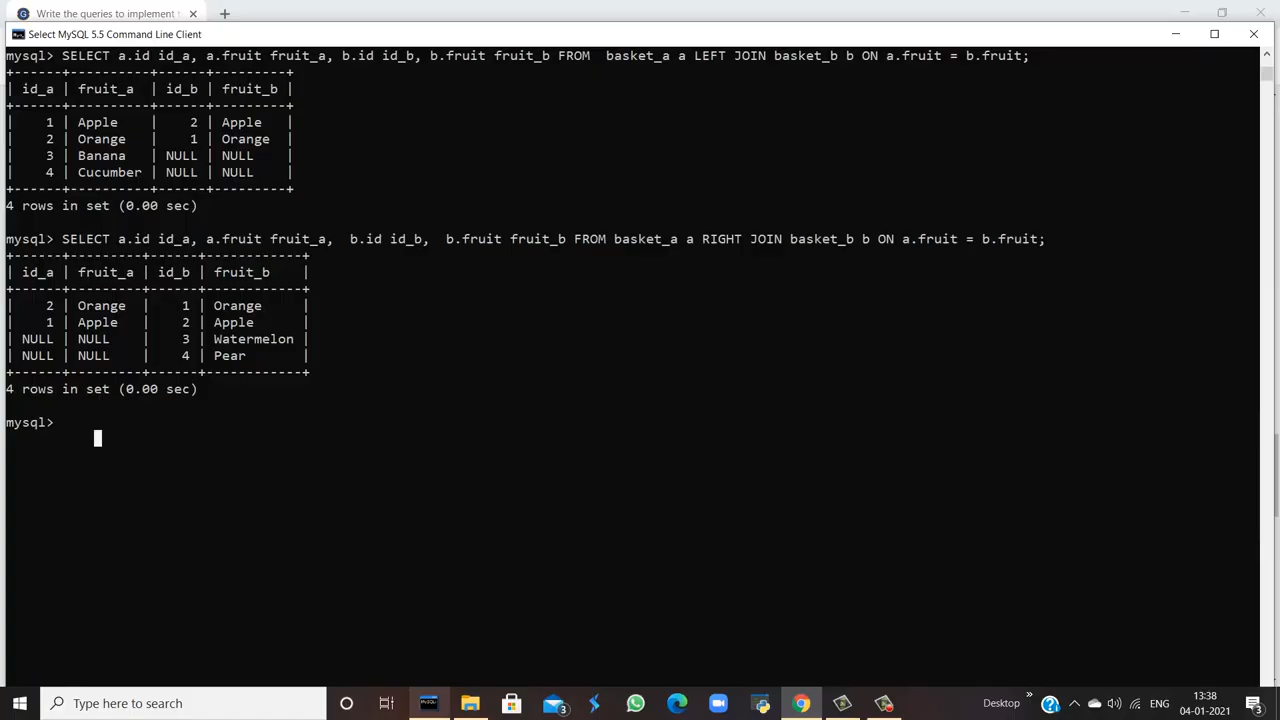 Write the queries to implement t
Select MySQL 5.5 Command Line Client
mysql> SELECT a.id id_a, a.fruit fruit_a, b.id id_b, b.fruit fruit_b FROM  basket_a a LEFT JOIN basket_b b ON a.fruit = b.fruit;
+------+----------+------+---------+
| id_a | fruit_a  | id_b | fruit_b |
+------+----------+------+---------+
|    1 | Apple    |    2 | Apple   |
|    2 | Orange   |    1 | Orange  |
|    3 | Banana   | NULL | NULL    |
|    4 | Cucumber | NULL | NULL    |
+------+----------+------+---------+
4 rows in set (0.00 sec)
mysql> SELECT a.id id_a, a.fruit fruit_a,  b.id id_b,  b.fruit fruit_b FROM basket_a a RIGHT JOIN basket_b b ON a.fruit = b.fruit;
+------+---------+------+------------+
| id_a | fruit_a | id_b | fruit_b    |
+------+---------+------+------------+
|    2 | Orange  |    1 | Orange     |
|    1 | Apple   |    2 | Apple      |
| NULL | NULL    |    3 | Watermelon |
| NULL | NULL    |    4 | Pear       |
+------+---------+------+------------+
4 rows in set (0.00 sec)
mysql>
Type here to search
MySQL
3
Desktop
ENG
13:38
04-01-2021
3